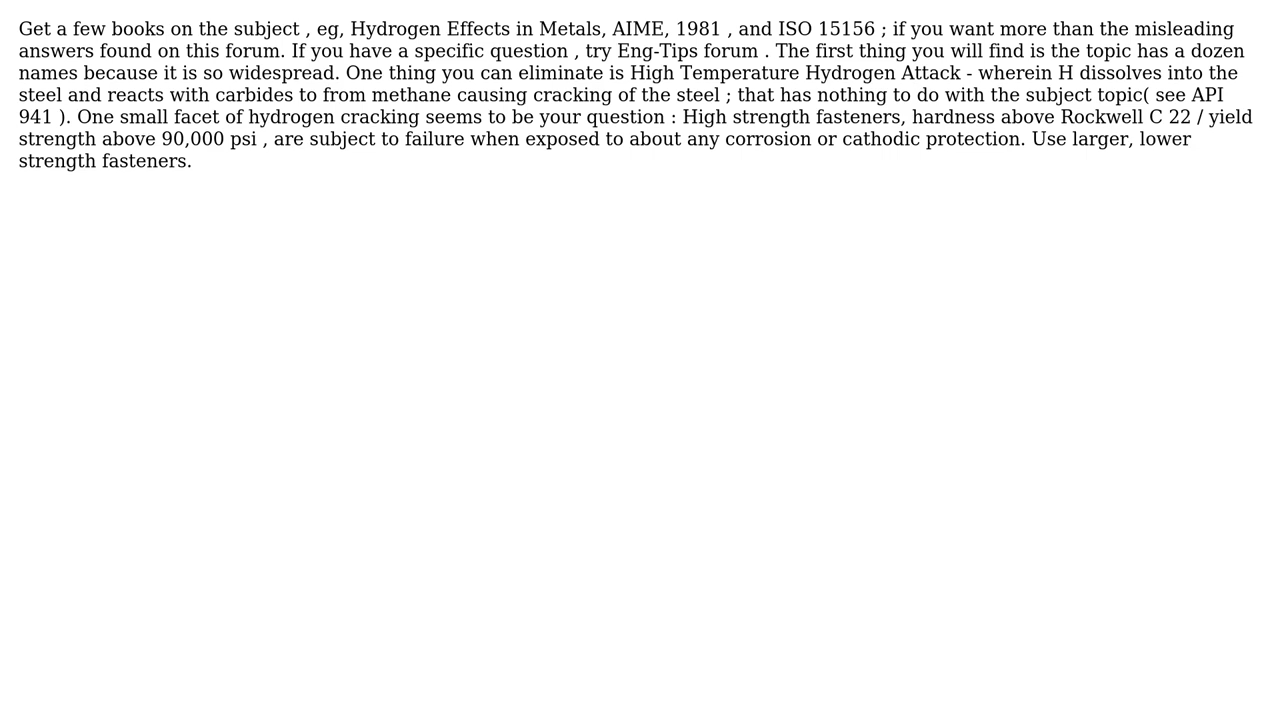 Get a few books on the subject , eg, Hydrogen Effects in Metals, AIME, 1981 , and ISO 15156 ; if you want more than the misleading
answers found on this forum. If you have a specific question , try Eng-Tips forum . The first thing you will find is the topic has a dozen
names because it is so widespread. One thing you can eliminate is High Temperature Hydrogen Attack - wherein H dissolves into the
steel and reacts with carbides to from methane causing cracking of the steel ; that has nothing to do with the subject topic( see API
941 ). One small facet of hydrogen cracking seems to be your question : High strength fasteners, hardness above Rockwell C 22 / yield
strength above 90,000 psi , are subject to failure when exposed to about any corrosion or cathodic protection. Use larger, lower
strength fasteners.